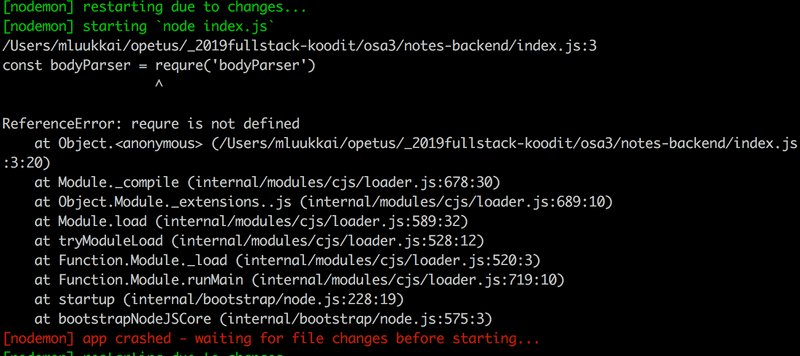 [nodemon] restarting due to changes...
[nodemon] starting `node index.js`
/Users/mluukkai/opetus/_2019fullstack-koodit/osa3/notes-backend/index.js:3
const bodyParser = requre('bodyParser')
^
ReferenceError: requre is not defined
at Object.<anonymous> (/Users/mluukkai/opetus/_2019fullstack-koodit/osa3/notes-backend/index.js
:3:20)
at Module._compile (internal/modules/cjs/loader.js:678:30)
at Object.Module._extensions..js (internal/modules/cjs/loader.js:689:10)
at Module.load (internal/modules/cjs/loader.js:589:32)
at tryModuleLoad (internal/modules/cjs/loader.js:528:12)
at Function.Module._load (internal/modules/cjs/loader.js:520:3)
at Function.Module.runMain (internal/modules/cjs/loader.js:719:10)
at startup (internal/bootstrap/node.js:228:19)
at bootstrapNodeJSCore (internal/bootstrap/node.js:575:3)
[nodemon] app crashed - waiting for file changes before starting...
[nodemon] restarting due to changes